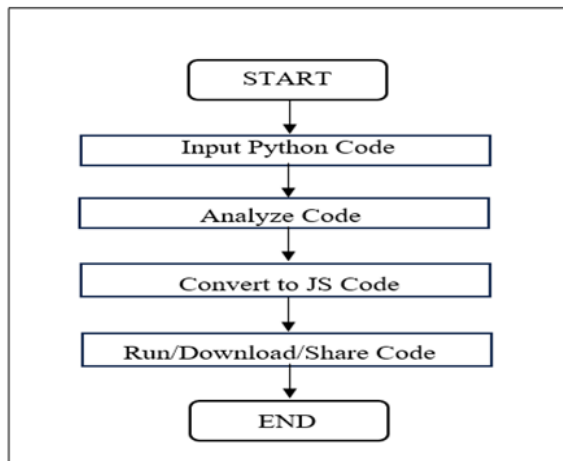 START
Input Python Code
Analyze Code
Convert to JS Code
Run/Download/Share Code
END